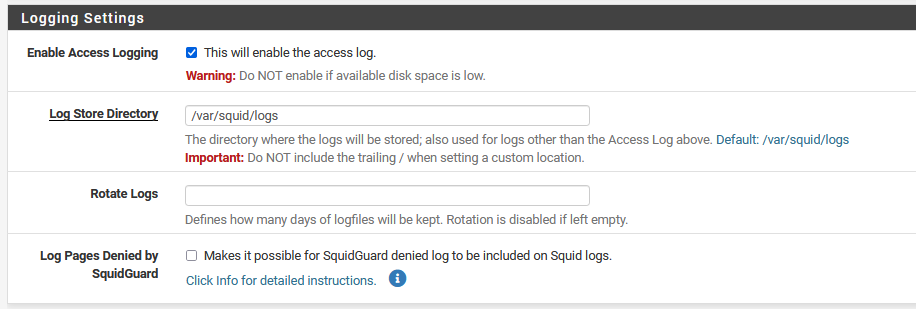 Logging Settings
Enable Access Logging
This will enable the access log.
Warning: Do NOT enable if available disk space is low.
Log Store Directory
/var/squid/logs
The directory where the logs will be stored; also used for logs other than the Access Log above. Default: /var/squid/logs
Important: Do NOT include the trailing / when setting a custom location.
Rotate Logs
Defines how many days of logfiles will be kept. Rotation is disabled if left empty.
Log Pages Denied by
SquidGuard
Makes it possible for SquidGuard denied log to be included on Squid logs.
Click Info for detailed instructions.